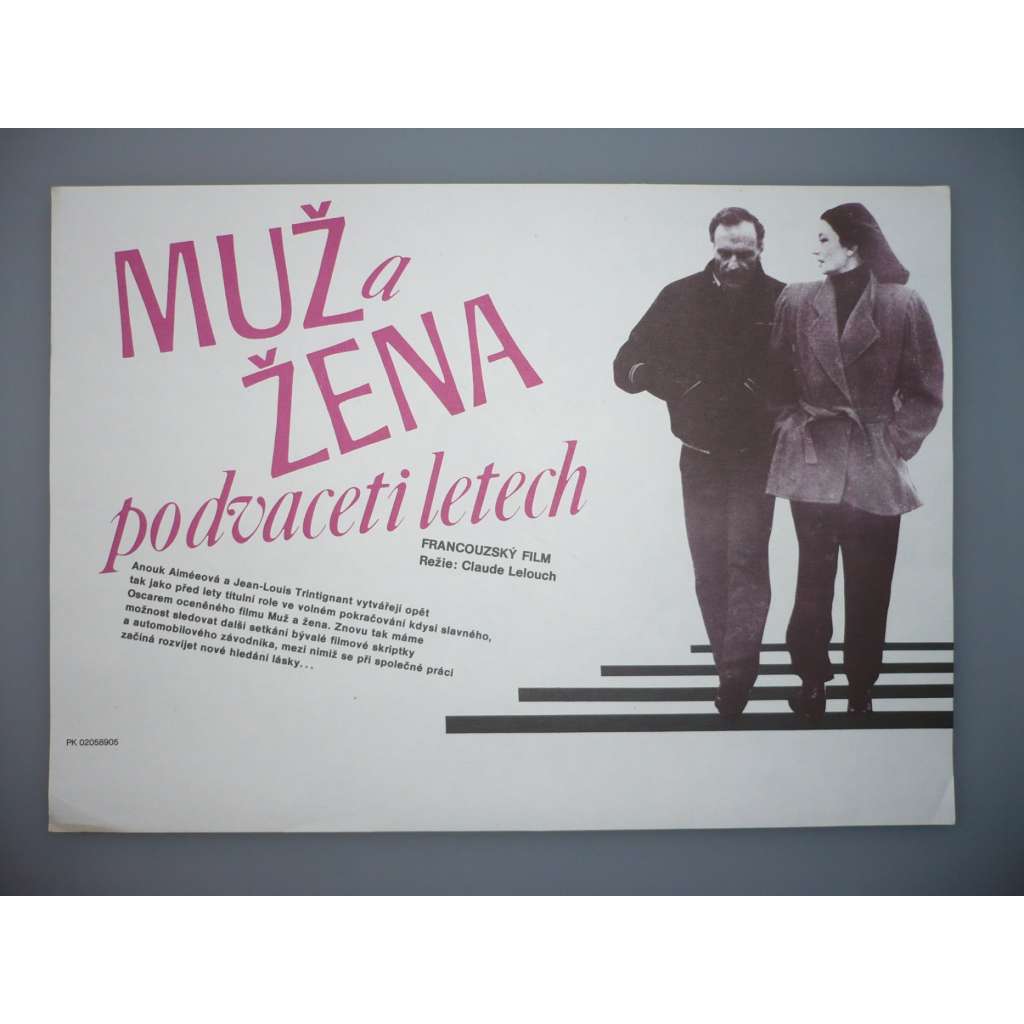 MUŽ a
ŽENA
po dvaceti letech
FRANCOUZSKÝ FILM
Režie: Claude Lelouch
Anouk Aiméeová a Jean-Louis Trintignant vytvářejí opět
tak jako před lety titulní role ve volném pokračování kdysi slavného,
Oscarem oceněného filmu Muž a žena. Znovu tak máme
možnost sledovat další setkání bývalé filmové skriptky
a automobilového závodníka, mezi nimiž se při společné práci
začíná rozvíjet nové hledání lásky...
PK 02058905